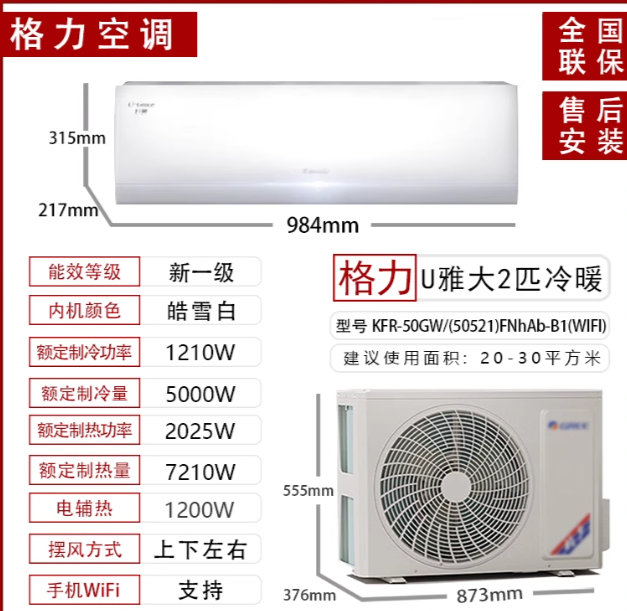 格力空调
全国
联保
售后
安装
315mm
217mm
984mm
能效等级 新一级
内机颜色 皓雪白
额定制冷功率 1210W
额定制冷量 5000W
额定制热功率 2025W
额定制热量 7210W
电辅热 1200W
摆风方式 上下左右
手机WiFi 支持
格力 U雅大2匹冷暖
型号 KFR-50GW/(50521)FNhAb-B1(WIFI)
建议使用面积: 20-30平方米
GREE
555mm
376mm
873mm